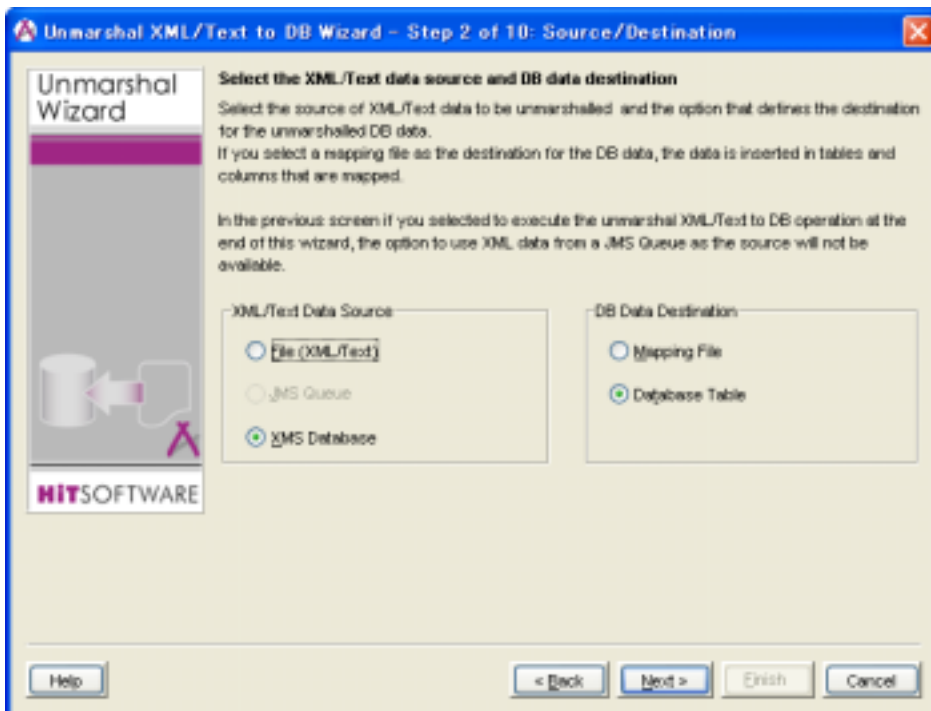 Unmarshal XML/Text to DB Wizard - Step 2 of 10: Source/Destination
Unmarshal
Wizard
Select the XML/Text data source and DB data destination
Select the source of XML/Text data to be unmarshalled and the option that defines the destination
for the unmarshalled DB data.
If you select a mapping file as the destination for the DB data, the data is inserted in tables and
columns that are mapped.
In the previous screen if you selected to execute the unmarshal XML/Text to DB operation at the
end of this wizard, the option to use XML data from a JMS Queue as the source will not be
available.
XML/Text Data Source
File (XML/Text)
JMS Queue
XMS Database
DB Data Destination
Mapping File
Database Table
HiTSOFTWARE
Help
< Back
Next >
Finish
Cancel